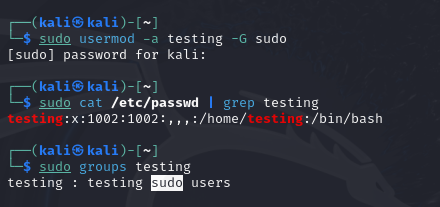 ┌──(kali㉿kali)-[~]
└─$ sudo usermod -a testing -G sudo
[sudo] password for kali:
┌──(kali㉿kali)-[~]
└─$ sudo cat /etc/passwd | grep testing
testing:x:1002:1002:,,,:/home/testing:/bin/bash
┌──(kali㉿kali)-[~]
└─$ sudo groups testing
testing : testing sudo users